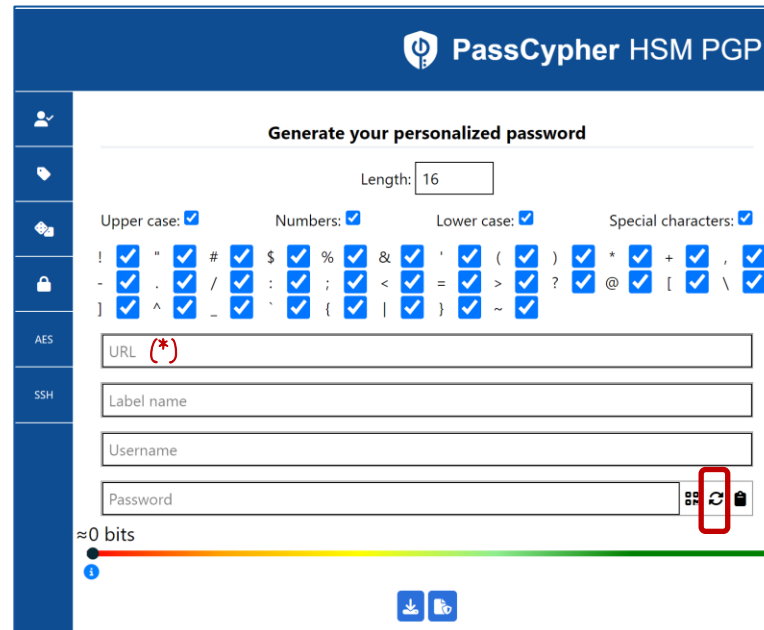 PassCypher HSM PGP
Generate your personalized password
Length: 16
Upper case: Numbers: Lower case: Special characters:
! " # $ % & ' ( ) * + ,
- . / : ; < = > ? @ [ \
] ^ _ ` { | } ~
AES
URL (*)
SSH
Label name
Username
Password
≈0 bits